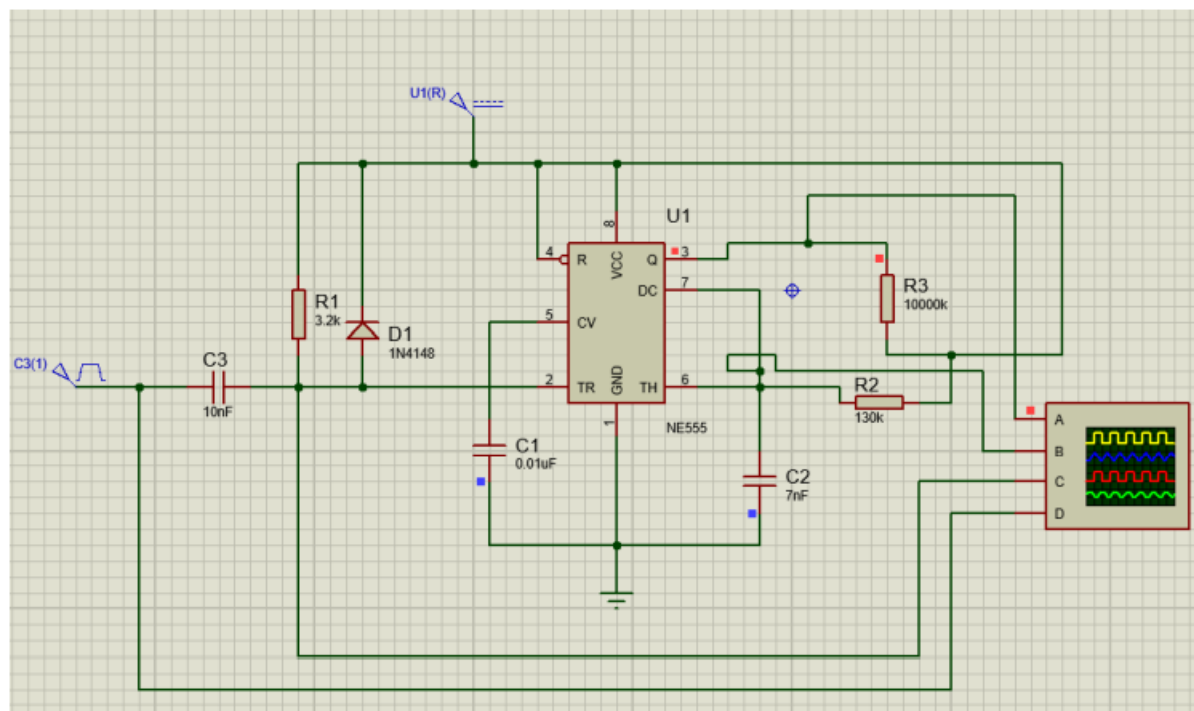 U1(R)
U1
8
4
R
VCC
Q
3
DC
7
R1
3.2k
D1
1N4148
5
CV
R3
10000k
C3(1)
C3
10nF
2
TR
GND
TH
6
R2
130k
1
NE555
C1
0.01uF
C2
7nF
A
B
C
D